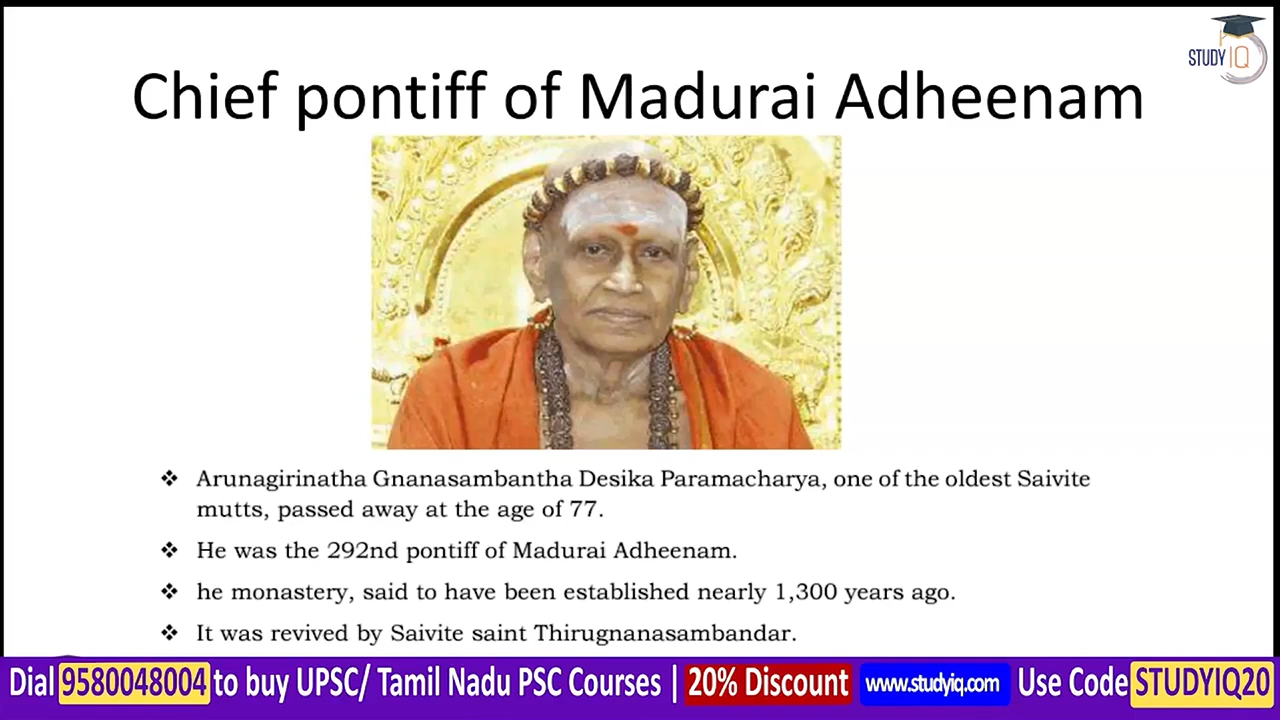 STUDY IQ
Chief pontiff of Madurai Adheenam
❖ Arunagirinatha Gnanasambantha Desika Paramacharya, one of the oldest Saivite
mutts, passed away at the age of 77.
❖ He was the 292nd pontiff of Madurai Adheenam.
❖ he monastery, said to have been established nearly 1,300 years ago.
❖ It was revived by Saivite saint Thirugnanasambandar.
Dial 9580048004 to buy UPSC/ Tamil Nadu PSC Courses | 20% Discount www.studyiq.com Use Code STUDYIQ20